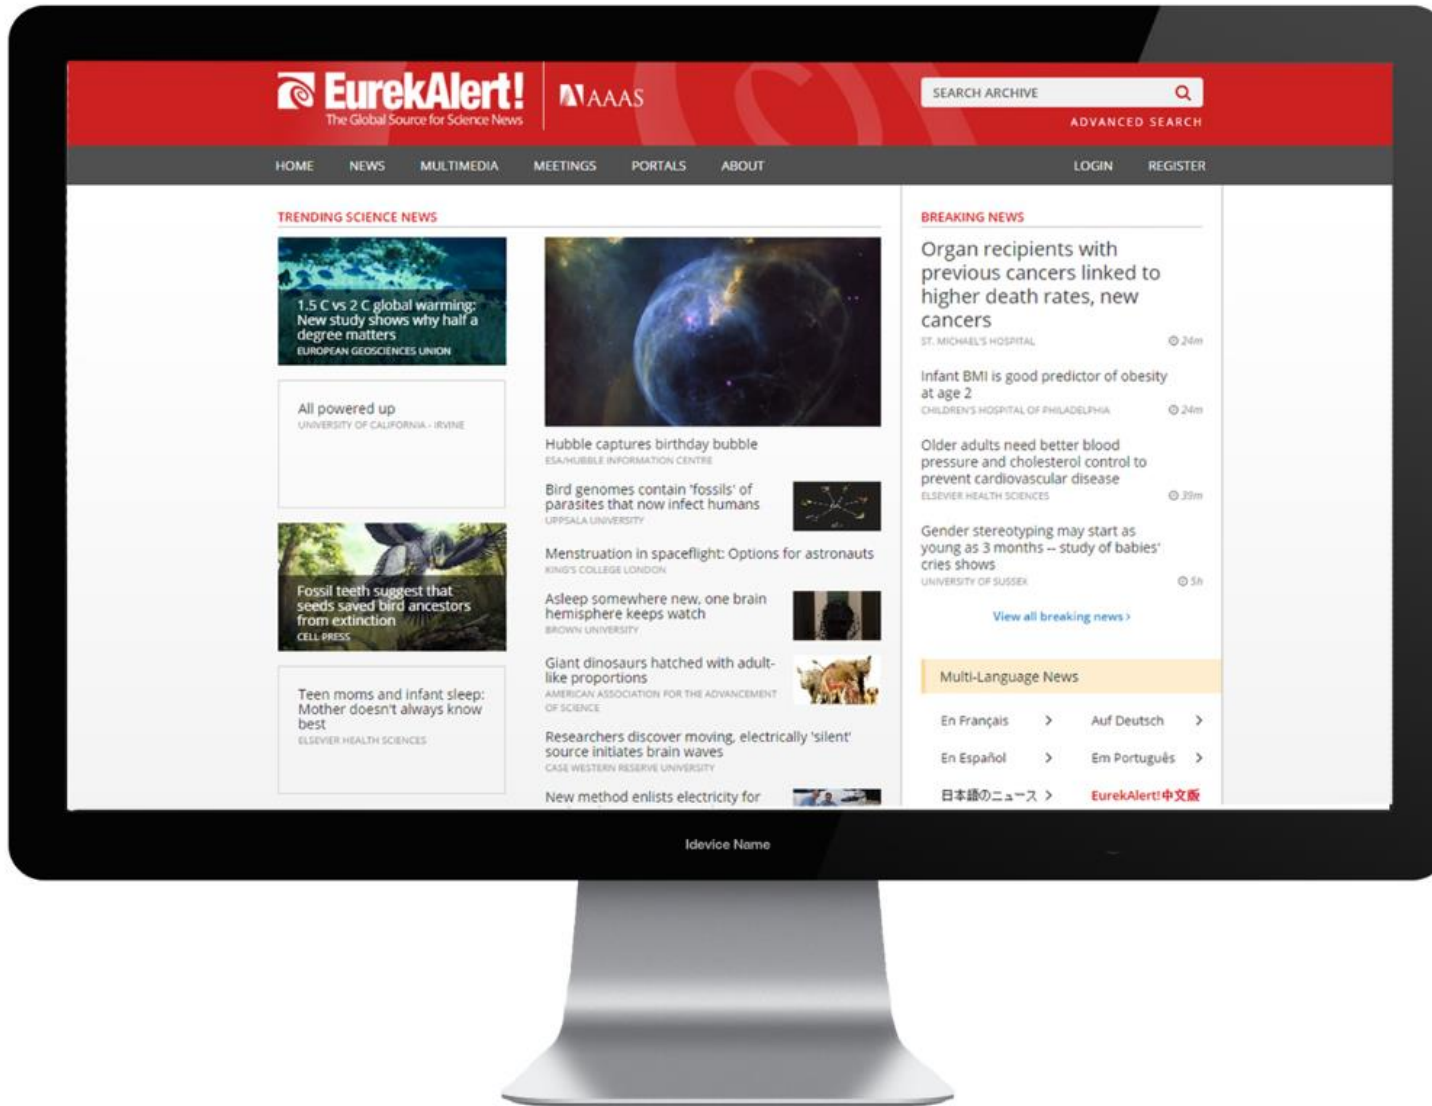 EurekAlert!
The Global Source for Science News
AAAS
SEARCH ARCHIVE
ADVANCED SEARCH
HOME NEWS MULTIMEDIA MEETINGS PORTALS ABOUT LOGIN REGISTER
TRENDING SCIENCE NEWS
1.5 C vs 2 C global warming:
New study shows why half a
degree matters
EUROPEAN GEOSCIENCES UNION
All powered up
UNIVERSITY OF CALIFORNIA - IRVINE
Fossil teeth suggest that
seeds saved bird ancestors
from extinction
CELL PRESS
Teen moms and infant sleep:
Mother doesn't always know
best
ELSEVIER HEALTH SCIENCES
Hubble captures birthday bubble
ESA/HUBBLE INFORMATION CENTRE
Bird genomes contain 'fossils' of
parasites that now infect humans
UPPSALA UNIVERSITY
Menstruation in spaceflight: Options for astronauts
KING'S COLLEGE LONDON
Asleep somewhere new, one brain
hemisphere keeps watch
BROWN UNIVERSITY
Giant dinosaurs hatched with adult-
like proportions
AMERICAN ASSOCIATION FOR THE ADVANCEMENT
OF SCIENCE
Researchers discover moving, electrically 'silent'
source initiates brain waves
CASE WESTERN RESERVE UNIVERSITY
New method enlists electricity for
BREAKING NEWS
Organ recipients with
previous cancers linked to
higher death rates, new
cancers
ST. MICHAEL'S HOSPITAL 24m
Infant BMI is good predictor of obesity
at age 2
CHILDREN'S HOSPITAL OF PHILADELPHIA 24m
Older adults need better blood
pressure and cholesterol control to
prevent cardiovascular disease
ELSEVIER HEALTH SCIENCES 39m
Gender stereotyping may start as
young as 3 months -- study of babies'
cries shows
UNIVERSITY OF SUSSEX 5h
View all breaking news >
Multi-Language News
En Français > Auf Deutsch >
En Español > Em Português >
日本語のニュース > EurekAlert!中文版
Idevice Name